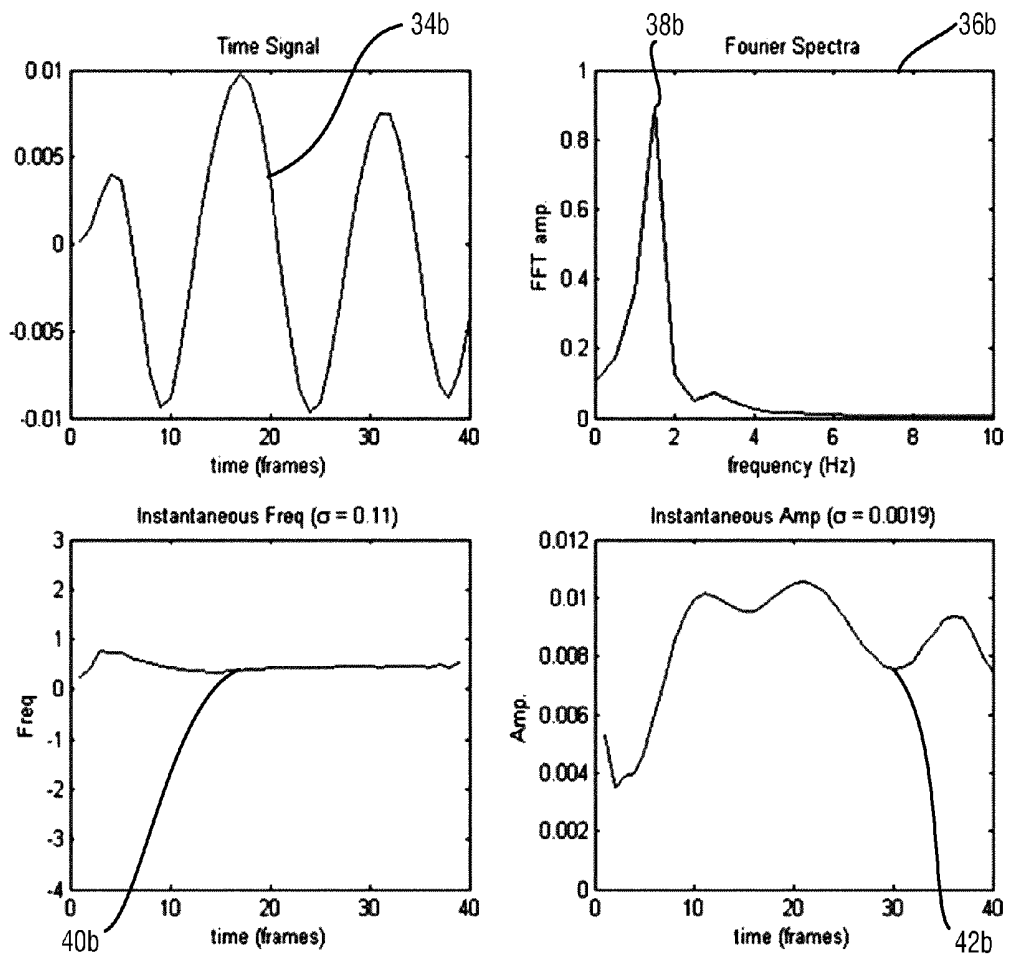 34b
38b
36b
Time Signal
Founer Spectra
0.01
0.005
0
-0.005
-0.01
0 10 20 30 40
time (frames)
1
0.8
0.6
0.4
0.2
0
FFT amp.
0 2 4 6 8 10
frequency (Hz)
Instantaneous Freq (σ = 0.11)
Instantaneous Amp (σ = 0.0019)
3
2
1
0
-1
-2
-3
-4
Freq
0 10 20 30 40
time (frames)
0.012
0.01
0.008
0.006
0.004
0.002
0
Amp.
0 10 20 30 40
time (frames)
40b
42b